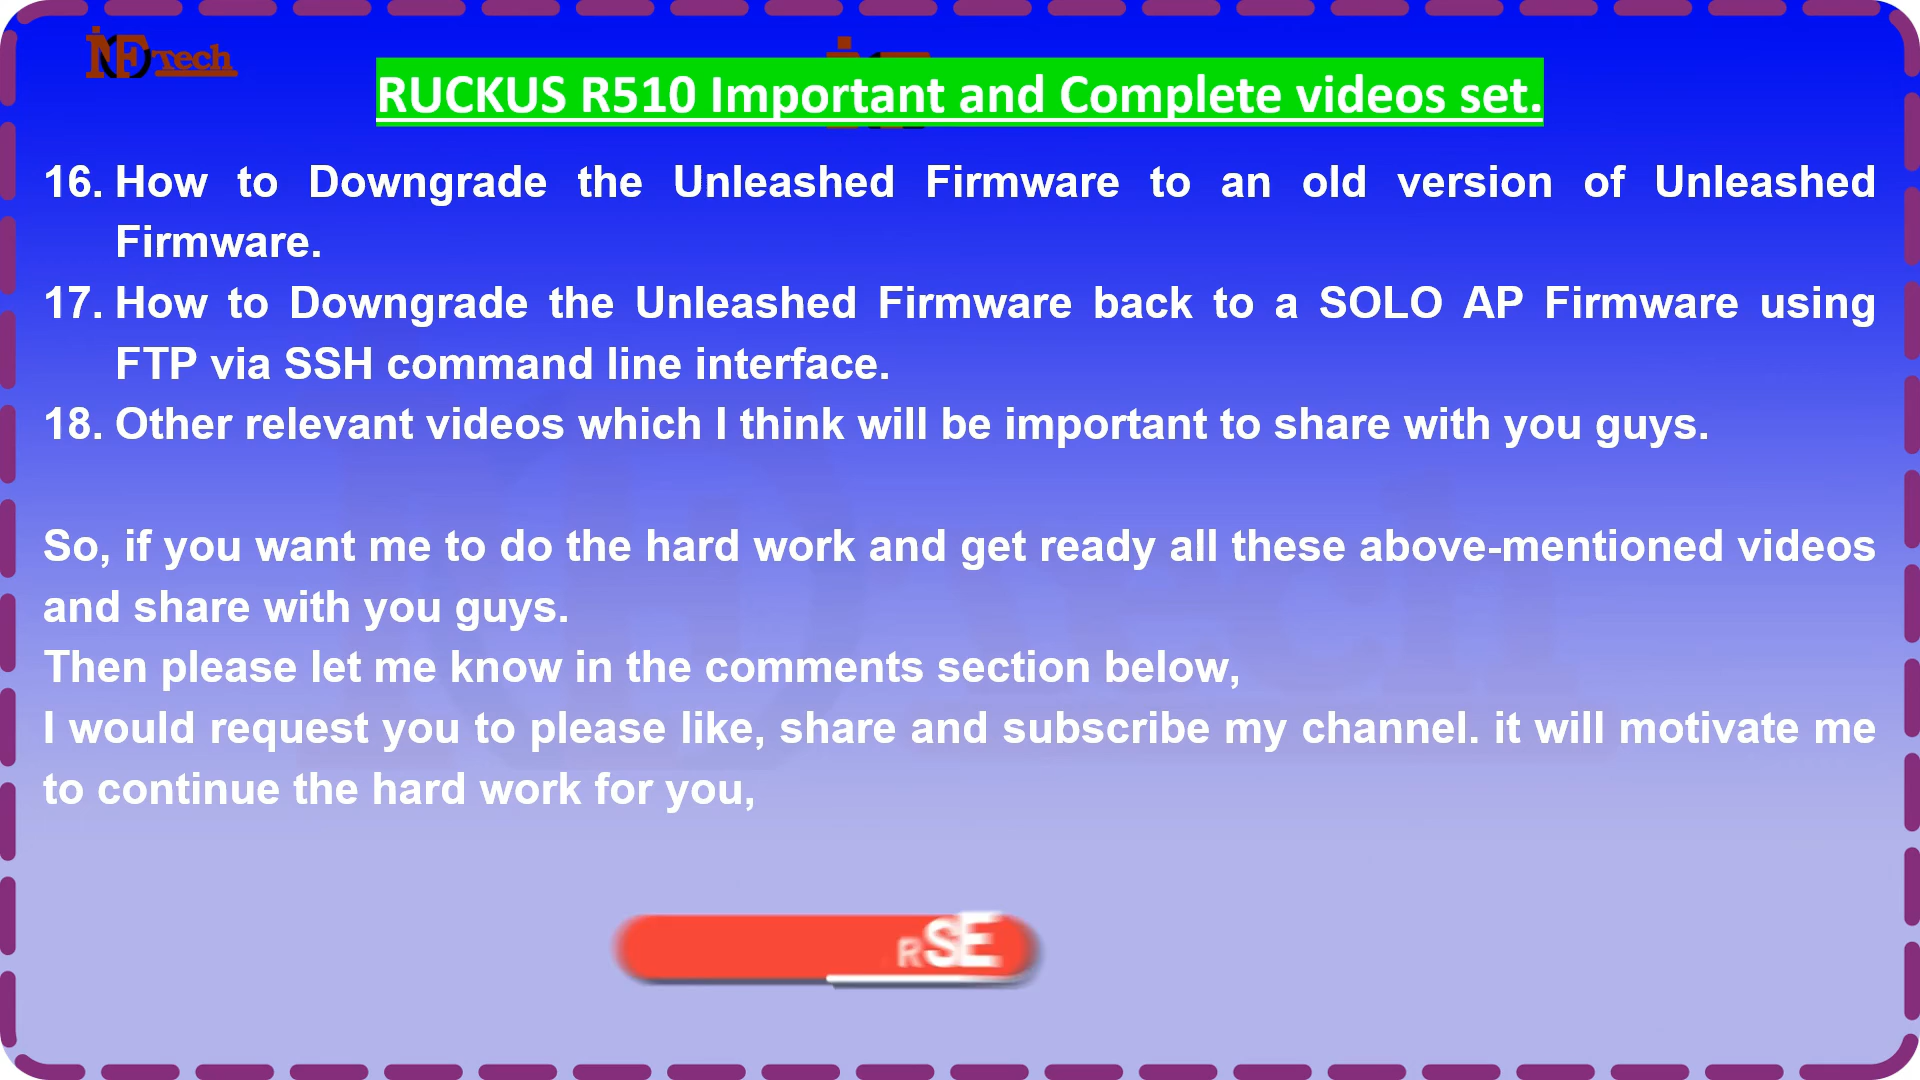 iNFOTech
RUCKUS R510 Important and Complete videos set.
16. How to Downgrade the Unleashed Firmware to an old version of Unleashed
Firmware.
17. How to Downgrade the Unleashed Firmware back to a SOLO AP Firmware using
FTP via SSH command line interface.
18. Other relevant videos which I think will be important to share with you guys.
So, if you want me to do the hard work and get ready all these above-mentioned videos
and share with you guys.
Then please let me know in the comments section below,
I would request you to please like, share and subscribe my channel. it will motivate me
to continue the hard work for you,
RSE